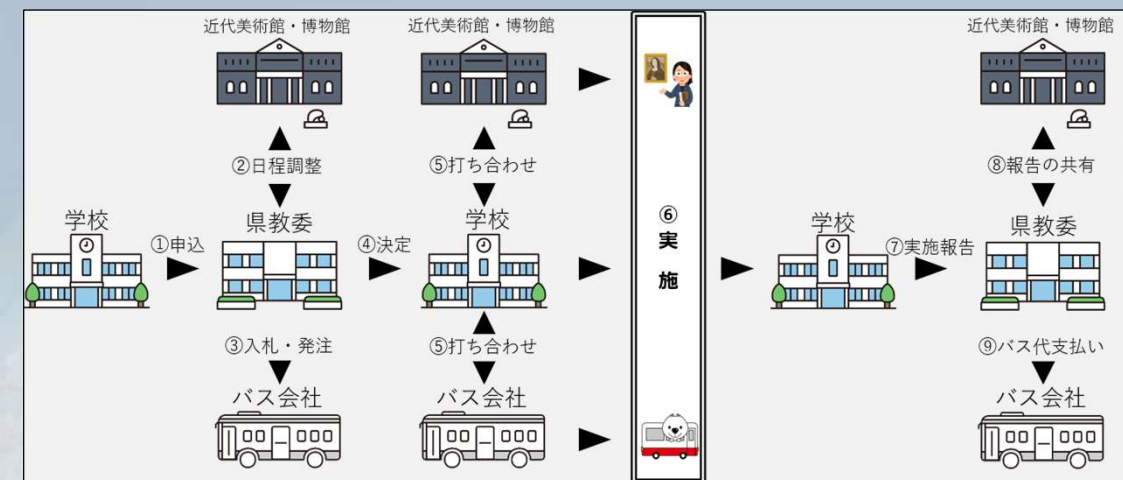 近代美術館・博物館
近代美術館・博物館
近代美術館・博物館
②日程調整
⑤打ち合わせ
⑧報告の共有
学校
①申込
県教委
④決定
学校
⑥実施
学校
⑦実施報告
県教委
③入札・発注
⑤打ち合わせ
⑨バス代支払い
バス会社
バス会社
バス会社